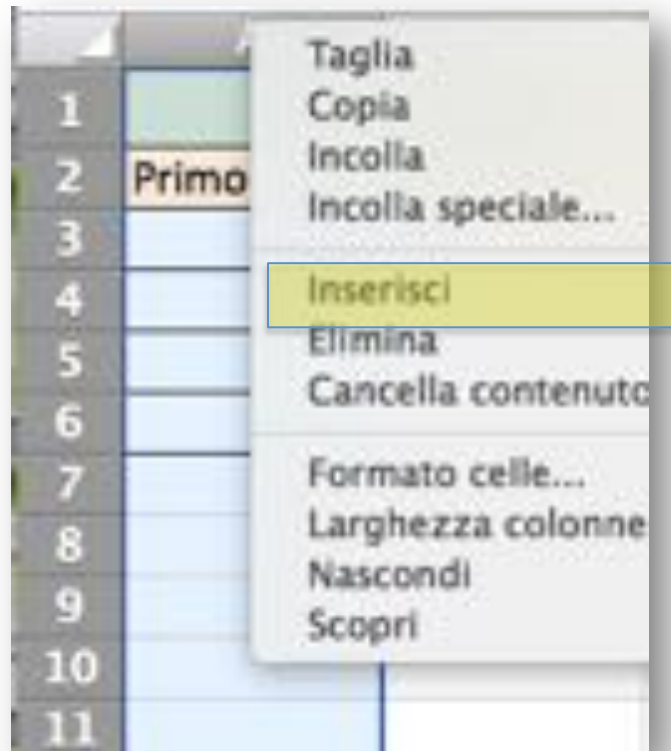 Taglia
Copia
Incolla
Incolla speciale...
Inserisci
Elimina
Cancella contenuto
Formato celle...
Larghezza colonne
Nascondi
Scopri
1
2 Primo
3
4
5
6
7
8
9
10
11